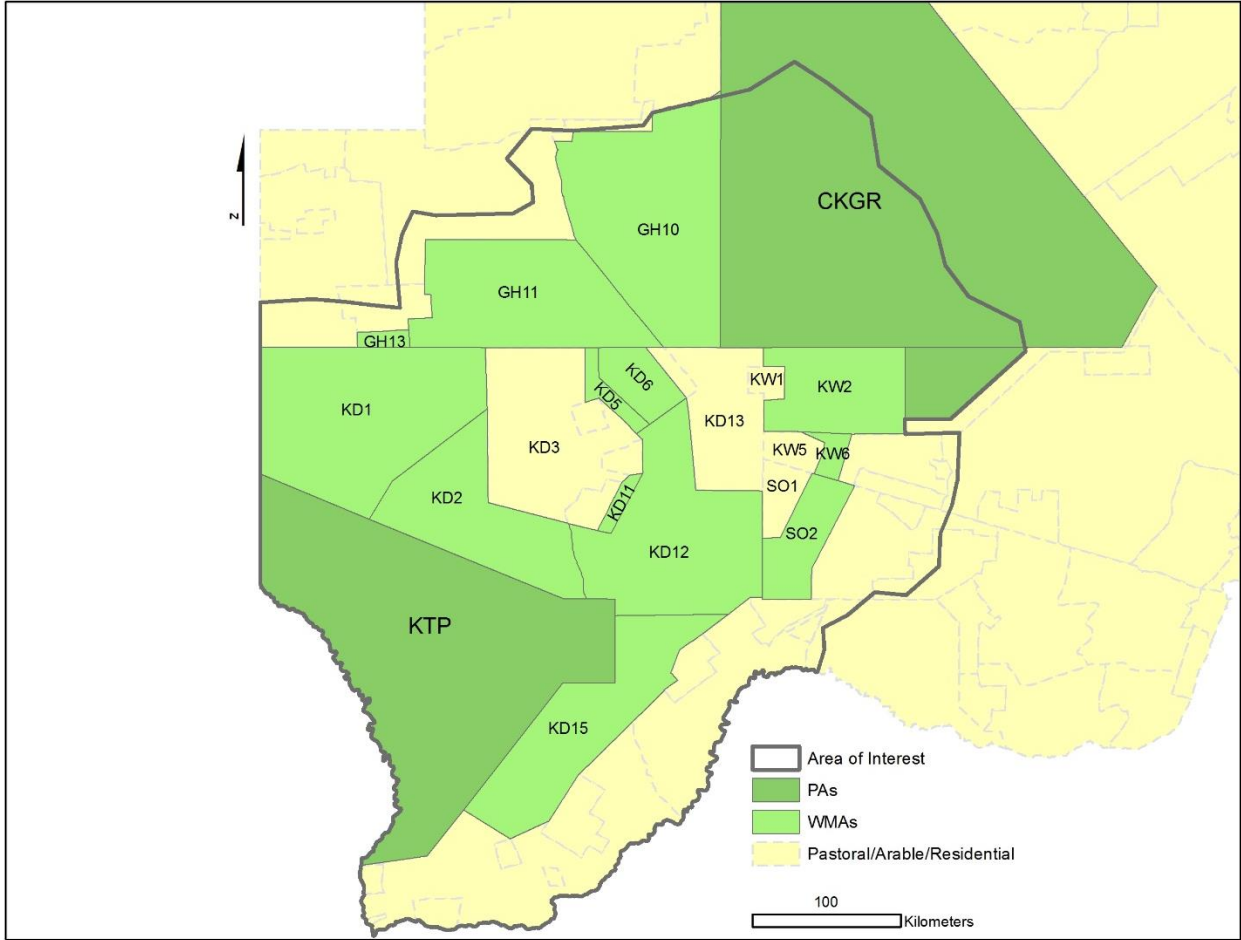 CKGR
GH10
N
GH11
GH13
KD6
KW1
KW2
KD1
KD5
KD13
KD3
KW5
KW6
KD2
SO1
KD11
SO2
KD12
KTP
KD15
Area of Interest
PAs
WMAs
Pastoral/Arable/Residential
100
Kilometers